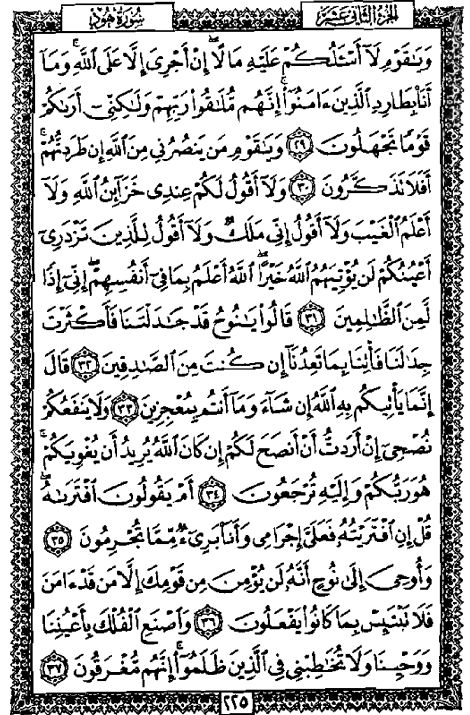 الجزء الثاني عشر
سورة هود
وَيَٰقَوْمِ لَآ أَسْـَٔلُكُمْ عَلَيْهِ مَالًا ۖ إِنْ أَجْرِىَ إِلَّا عَلَى ٱللَّهِ ۚ وَمَآ
أَنَا۠ بِطَارِدِ ٱلَّذِينَ ءَامَنُوٓا۟ ۚ إِنَّهُم مُّلَٰقُوا۟ رَبِّهِمْ وَلَٰكِنِّىٓ أَرَىٰكُمْ
قَوْمًا تَجْهَلُونَ ٢٩ وَيَٰقَوْمِ مَن يَنصُرُنِى مِنَ ٱللَّهِ إِن طَرَدتُّهُمْ ۚ
أَفَلَا تَذَكَّرُونَ ٣٠ وَلَآ أَقُولُ لَكُمْ عِندِى خَزَآئِنُ ٱللَّهِ وَلَآ
أَعْلَمُ ٱلْغَيْبَ وَلَآ أَقُولُ إِنِّى مَلَكٌ وَلَآ أَقُولُ لِلَّذِينَ تَزْدَرِىٓ
أَعْيُنُكُمْ لَن يُؤْتِيَهُمُ ٱللَّهُ خَيْرًا ۖ ٱللَّهُ أَعْلَمُ بِمَا فِىٓ أَنفُسِهِمْ ۖ إِنِّىٓ إِذًا
لَّمِنَ ٱلظَّٰلِمِينَ ٣١ قَالُوا۟ يَٰنُوحُ قَدْ جَٰدَلْتَنَا فَأَكْثَرْتَ
جِدَٰلَنَا فَأْتِنَا بِمَا تَعِدُنَآ إِن كُنتَ مِنَ ٱلصَّٰدِقِينَ ٣٢ قَالَ
إِنَّمَا يَأْتِيكُم بِهِ ٱللَّهُ إِن شَآءَ وَمَآ أَنتُم بِمُعْجِزِينَ ٣٣ وَلَا يَنفَعُكُمْ
نُصْحِىٓ إِنْ أَرَدتُّ أَنْ أَنصَحَ لَكُمْ إِن كَانَ ٱللَّهُ يُرِيدُ أَن يُغْوِيَكُمْ ۚ
هُوَ رَبُّكُمْ وَإِلَيْهِ تُرْجَعُونَ ٣٤ أَمْ يَقُولُونَ ٱفْتَرَىٰهُ ۖ
قُلْ إِنِ ٱفْتَرَيْتُهُۥ فَعَلَىَّ إِجْرَامِى وَأَنَا۠ بَرِىٓءٌ مِّمَّا تُجْرِمُونَ ٣٥
وَأُوحِىَ إِلَىٰ نُوحٍ أَنَّهُۥ لَن يُؤْمِنَ مِن قَوْمِكَ إِلَّا مَن قَدْ ءَامَنَ
فَلَا تَبْتَئِسْ بِمَا كَانُوا۟ يَفْعَلُونَ ٣٦ وَٱصْنَعِ ٱلْفُلْكَ بِأَعْيُنِنَا
وَوَحْيِنَا وَلَا تُخَٰطِبْنِى فِى ٱلَّذِينَ ظَلَمُوٓا۟ ۚ إِنَّهُم مُّغْرَقُونَ ٣٧
٢٢٥